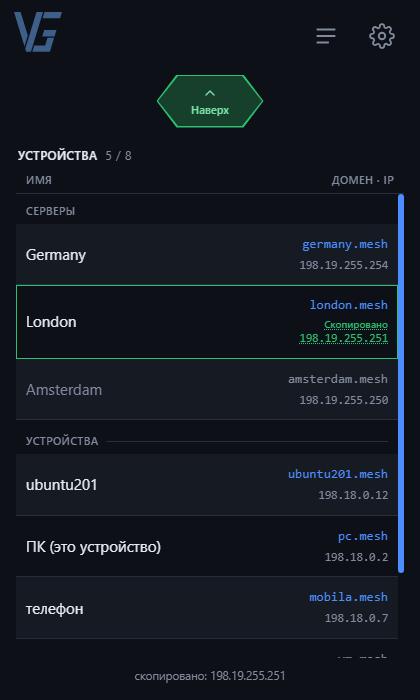 VG
Наверх
УСТРОЙСТВА 5 / 8
ИМЯ ДОМЕН · IP
СЕРВЕРЫ
Germany germany.mesh
198.19.255.254
London london.mesh
Скопировано
198.19.255.251
Amsterdam amsterdam.mesh
198.19.255.250
УСТРОЙСТВА
ubuntu201 ubuntu201.mesh
198.18.0.12
ПК (это устройство) pc.mesh
198.18.0.2
телефон mobila.mesh
198.18.0.7
скопировано: 198.19.255.251